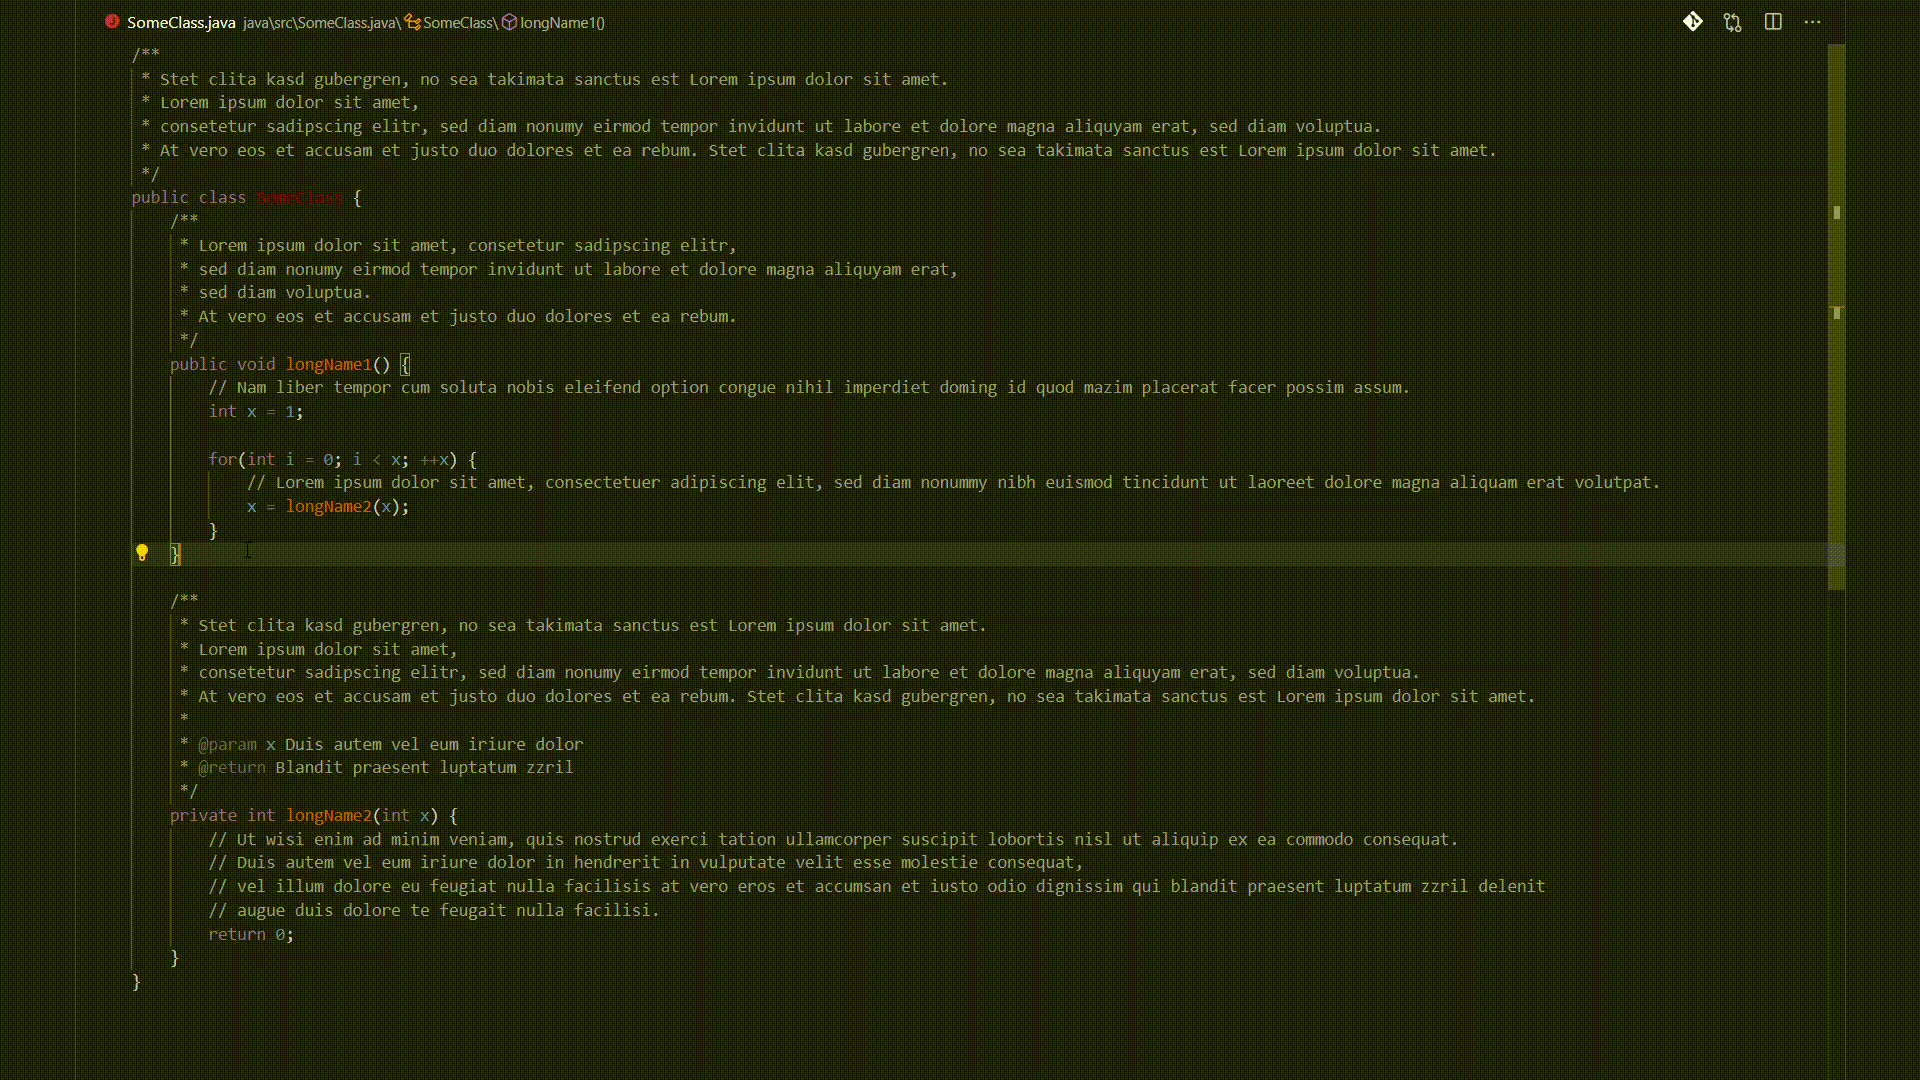 SomeClass.java java\src\SomeClass.java\ SomeClass\ longName1()
/**
 * Stet clita kasd gubergren, no sea takimata sanctus est Lorem ipsum dolor sit amet.
 * Lorem ipsum dolor sit amet,
 * consetetur sadipscing elitr, sed diam nonumy eirmod tempor invidunt ut labore et dolore magna aliquyam erat, sed diam voluptua.
 * At vero eos et accusam et justo duo dolores et ea rebum. Stet clita kasd gubergren, no sea takimata sanctus est Lorem ipsum dolor sit amet.
 */
public class SomeClass {
    /**
     * Lorem ipsum dolor sit amet, consetetur sadipscing elitr,
     * sed diam nonumy eirmod tempor invidunt ut labore et dolore magna aliquyam erat,
     * sed diam voluptua.
     * At vero eos et accusam et justo duo dolores et ea rebum.
     */
    public void longName1() {
        // Nam liber tempor cum soluta nobis eleifend option congue nihil imperdiet doming id quod mazim placerat facer possim assum.
        int x = 1;

        for(int i = 0; i < x; ++x) {
            // Lorem ipsum dolor sit amet, consectetuer adipiscing elit, sed diam nonummy nibh euismod tincidunt ut laoreet dolore magna aliquam erat volutpat.
            x = longName2(x);
        }
    }

    /**
     * Stet clita kasd gubergren, no sea takimata sanctus est Lorem ipsum dolor sit amet.
     * Lorem ipsum dolor sit amet,
     * consetetur sadipscing elitr, sed diam nonumy eirmod tempor invidunt ut labore et dolore magna aliquyam erat, sed diam voluptua.
     * At vero eos et accusam et justo duo dolores et ea rebum. Stet clita kasd gubergren, no sea takimata sanctus est Lorem ipsum dolor sit amet.
     *
     * @param x Duis autem vel eum iriure dolor
     * @return Blandit praesent luptatum zzril
     */
    private int longName2(int x) {
        // Ut wisi enim ad minim veniam, quis nostrud exerci tation ullamcorper suscipit lobortis nisl ut aliquip ex ea commodo consequat.
        // Duis autem vel eum iriure dolor in hendrerit in vulputate velit esse molestie consequat,
        // vel illum dolore eu feugiat nulla facilisis at vero eros et accumsan et iusto odio dignissim qui blandit praesent luptatum zzril delenit
        // augue duis dolore te feugait nulla facilisi.
        return 0;
    }
}